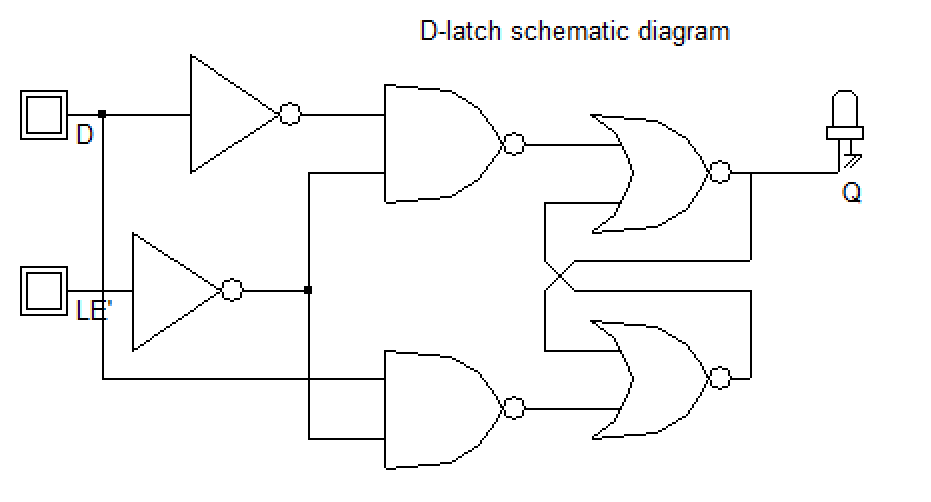 D-latch schematic diagram
D
Q
LE'